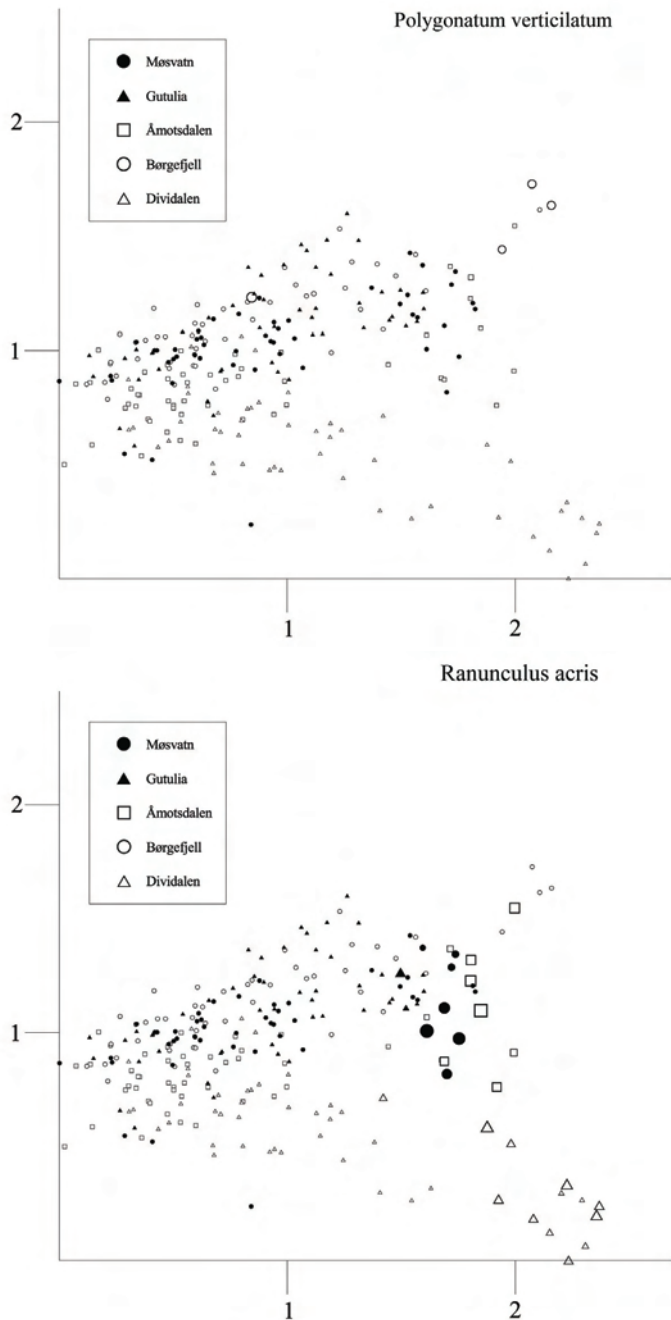 Polygonatum verticilatum
Møsvatn
Gutulia
Åmotsdalen
Børgefjell
Dividalen
2
1
1
2
Ranunculus acris
Møsvatn
Gutulia
Åmotsdalen
Børgefjell
Dividalen
2
1
1
2